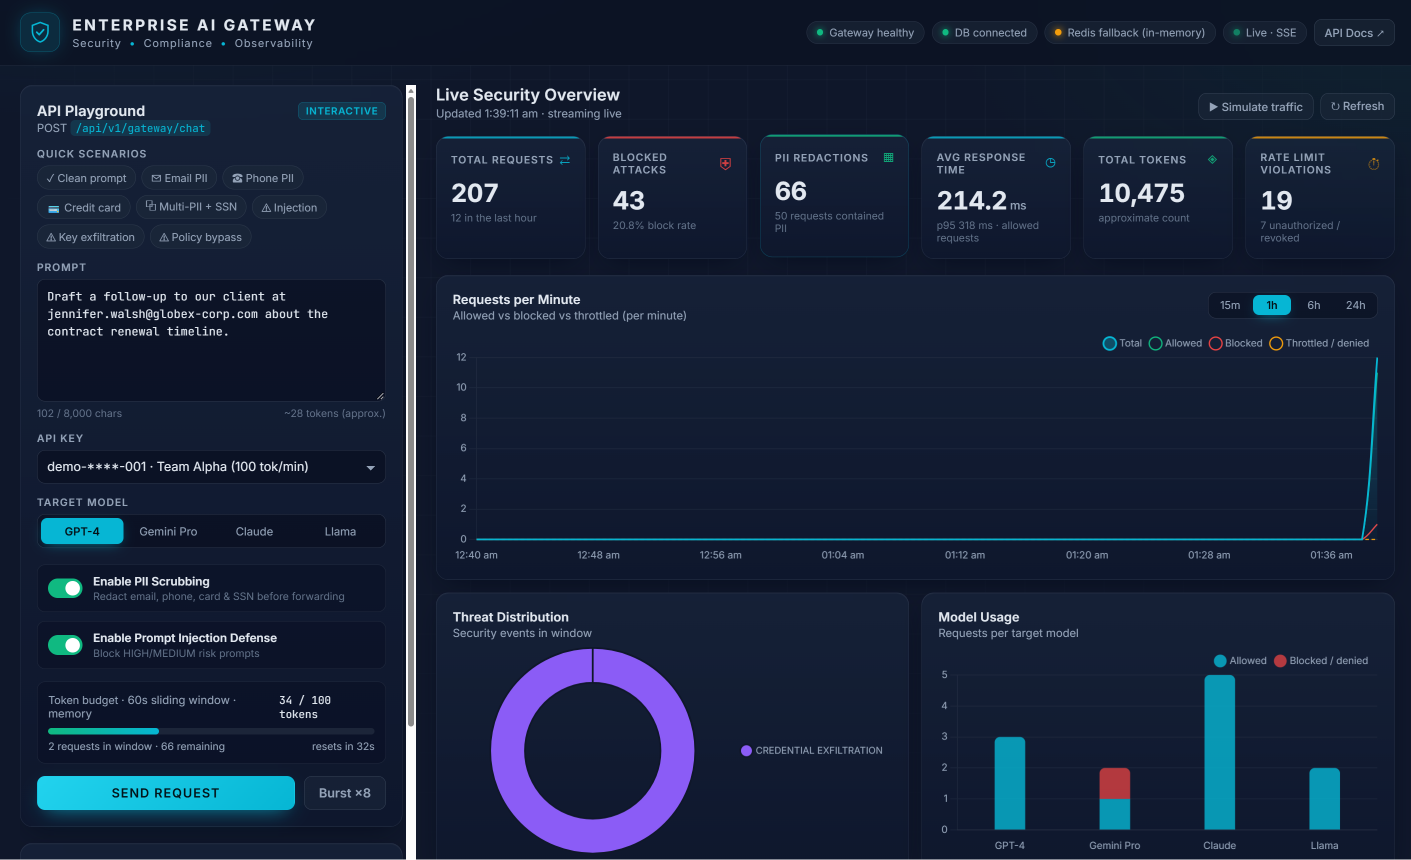 ENTERPRISE AI GATEWAY
Security • Compliance • Observability
Gateway healthy
DB connected
Redis fallback (in-memory)
Live · SSE
API Docs ↗
API Playground
INTERACTIVE
POST /api/v1/gateway/chat
QUICK SCENARIOS
✓ Clean prompt
✉ Email PII
☎ Phone PII
💳 Credit card
⿻ Multi-PII + SSN
⚠ Injection
⚠ Key exfiltration
⚠ Policy bypass
PROMPT
Draft a follow-up to our client at
jennifer.walsh@globex-corp.com about the
contract renewal timeline.
102 / 8,000 chars
~28 tokens (approx.)
API KEY
demo-****-001 · Team Alpha (100 tok/min)
TARGET MODEL
GPT-4
Gemini Pro
Claude
Llama
Enable PII Scrubbing
Redact email, phone, card & SSN before forwarding
Enable Prompt Injection Defense
Block HIGH/MEDIUM risk prompts
Token budget · 60s sliding window ·
memory
34 / 100
tokens
2 requests in window · 66 remaining
resets in 32s
SEND REQUEST
Burst ×8
Live Security Overview
Updated 1:39:11 am · streaming live
▶ Simulate traffic
↻ Refresh
TOTAL REQUESTS ⇄
207
12 in the last hour
BLOCKED
ATTACKS
43
20.8% block rate
PII REDACTIONS ▦
66
50 requests contained
PII
AVG RESPONSE
TIME
214.2 ms
p95 318 ms · allowed
requests
TOTAL TOKENS ◈
10,475
approximate count
RATE LIMIT
VIOLATIONS
19
7 unauthorized /
revoked
Requests per Minute
Allowed vs blocked vs throttled (per minute)
15m
1h
6h
24h
Total
Allowed
Blocked
Throttled / denied
12
10
8
6
4
2
0
12:40 am
12:48 am
12:56 am
01:04 am
01:12 am
01:20 am
01:28 am
01:36 am
Threat Distribution
Security events in window
CREDENTIAL EXFILTRATION
Model Usage
Requests per target model
Allowed
Blocked / denied
5
4
3
2
1
0
GPT-4
Gemini Pro
Claude
Llama